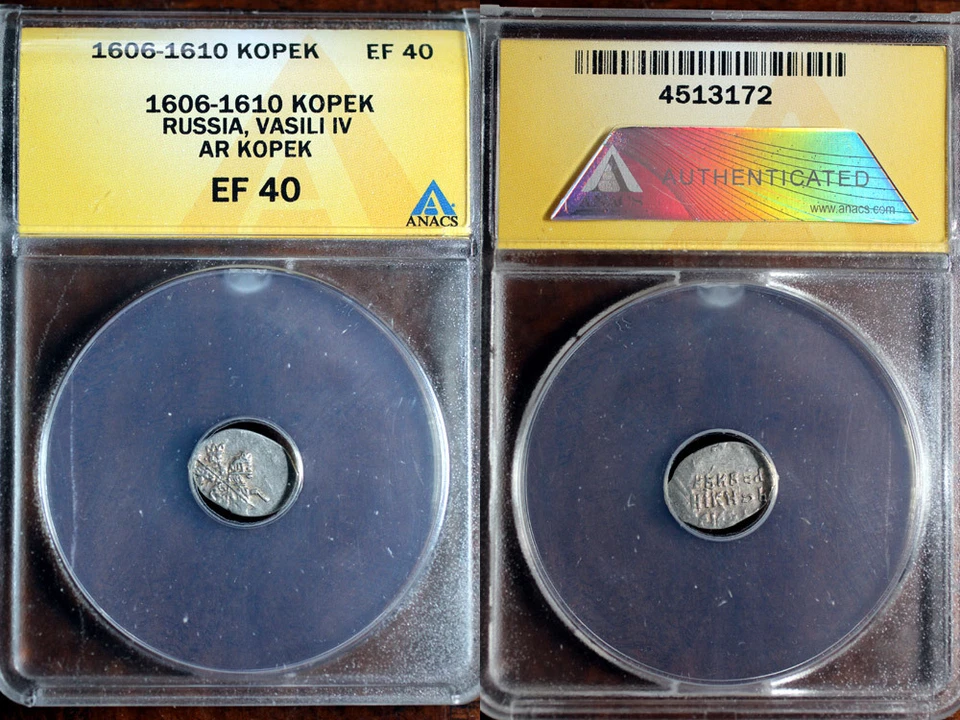 1606-1610 KOPEK EF 40
1606-1610 KOPEK
RUSSIA, VASILI IV
AR KOPEK
EF 40
ANACS
4513172
AUTHENTICATED
www.anacs.com